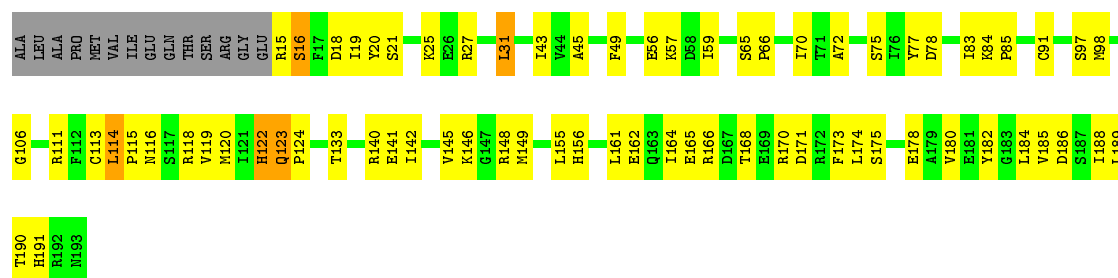 ALA LEU ALA PRO MET VAL ILE GLU GLN THR SER ARG GLY GLU R15 S16 F17 D18 I19 Y20 S21 K25 E26 R27 L31 I43 V44 A45 F49 E56 K57 D58 I59 S65 P66 I70 T71 A72 S75 I76 Y77 D78 I83 K84 P85 C91 S97 M98
G106 R111 F112 C113 L114 P115 N116 S117 R118 V119 M120 I121 H122 Q123 P124 T133 R140 E141 I142 V145 K146 G147 R148 M149 L155 H156 L161 E162 Q163 I164 E165 R166 D167 T168 E169 R170 D171 R172 F173 L174 S175 E178 A179 V180 E181 Y182 G183 L184 V185 D186 S187 I188 L189
T190 H191 R192 N193